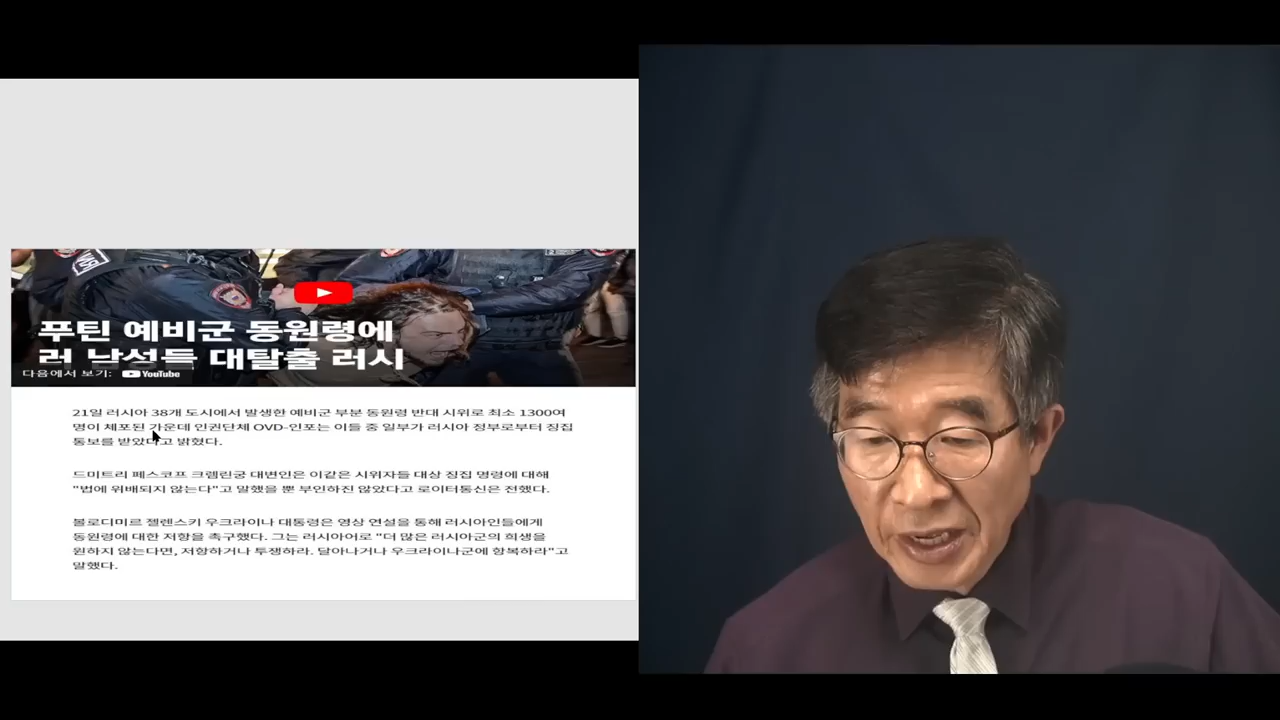 푸틴 예비군 동원령에
러 남성들 대탈출 러시
다음에서 보기: YouTube
21일 러시아 38개 도시에서 발생한 예비군 부분 동원령 반대 시위로 최소 1300여
명이 체포된 가운데 인권단체 OVD-인포는 이들 중 일부가 러시아 정부로부터 징집
통보를 받았다고 밝혔다.
드미트리 페스코프 크렘린궁 대변인은 이같은 시위자들 대상 징집 명령에 대해
"법에 위배되지 않는다"고 말했을 뿐 부인하진 않았다고 로이터통신은 전했다.
볼로디미르 젤렌스키 우크라이나 대통령은 영상 연설을 통해 러시아인들에게
동원령에 대한 저항을 촉구했다. 그는 러시아어로 "더 많은 러시아군의 희생을
원하지 않는다면, 저항하거나 투쟁하라. 달아나거나 우크라이나군에 항복하라"고
말했다.